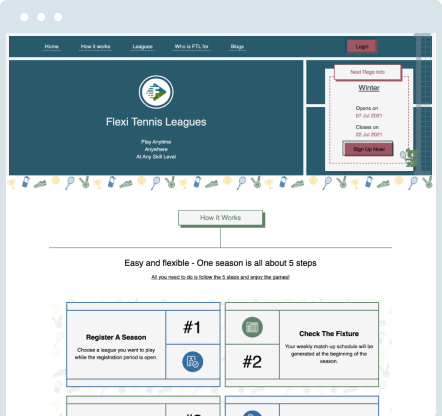 Home How it works Leagues Who is FTL for Blogs Login
Next Rego Info
Winter
Opens on
07 Jul 2021
Close on
22 Jul 2021
Sign Up Now!
Flexi Tennis Leagues
Play Anytime
Anywhere
At Any Skill Level
How It Works
Easy and flexible - One season is all about 5 steps
All you need to do is follow the 5 steps and enjoy the games!
#1
Register A Season
Choose a league you want to play
while the registration period is open.
Check The Fixture
Your weekly match-up schedule will be
generated at the beginning of the
season.
#2